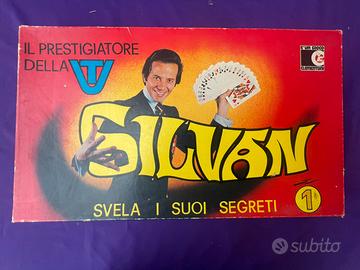 IL PRESTIGIATORE
DELLA TV
SILVAN
SVELA I SUOI SEGRETI
1°
subito